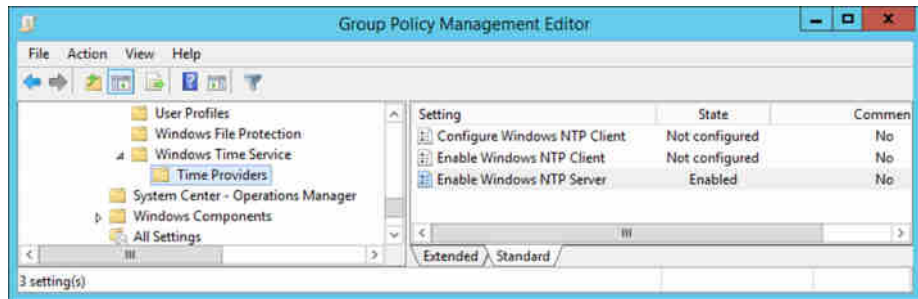 Group Policy Management Editor
File Action View Help
User Profiles
Windows File Protection
Windows Time Service
Time Providers
System Center - Operations Manager
Windows Components
All Settings
Setting State Commen
Configure Windows NTP Client Not configured No
Enable Windows NTP Client Not configured No
Enable Windows NTP Server Enabled No
Extended Standard
3 setting(s)